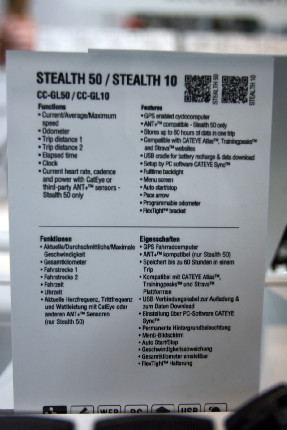 STEALTH 50 / STEALTH 10
CC-GL50 / CC-GL10
Functions
• Current/Average/Maximum
speed
• Odometer
• Trip distance 1
• Trip distance 2
• Elapsed time
• Clock
• Current heart rate, cadence
and power with CatEye or
third-party ANT+™ sensors -
Stealth 50 only
Features
• GPS enabled cyclocomputer
• ANT+™ compatible - Stealth 50 only
• Stores up to 60 hours of data in one trip
• Compatible with CATEYE Atlas™, Trainingpeaks™
and Strava™ websites
• USB cradle for battery recharge & data download
• Setup by PC software CATEYE Sync™
• Fulltime backlight
• Menu screen
• Auto start/stop
• Pace arrow
• Programmable odometer
• FlexTight™ bracket
Funktionen
• Aktuelle/Durchschnittliche/Maximale
Geschwindigkeit
• Gesamtkilometer
• Fahrstrecke 1
• Fahrstrecke 2
• Fahrzeit
• Uhrzeit
• Aktuelle Herzfrequenz, Trittfrequenz
und Wattleistung mit CatEye oder
anderen ANT+™ Sensoren
(nur Stealth 50)
Eigenschaften
• GPS Fahrradcomputer
• ANT+™ kompatibel (nur Stealth 50)
• Speichert bis zu 60 Stunden in einem
Trip
• Kompatibel mit CATEYE Atlas™,
Trainingpeaks™ und Strava™
Plattformen
• USB-Verbindungskabel zur Aufladung &
zum Daten Download
• Einstellung über PC-Software CATEYE
Sync™
• Permanente Hintergrundbeleuchtung
• Menü-Bildschirm
• Auto Start/Stop
• Geschwindigkeitsabweichung
• Gesamtkilometer einstellbar
• FlexTight™ Halterung
WEB PC USB